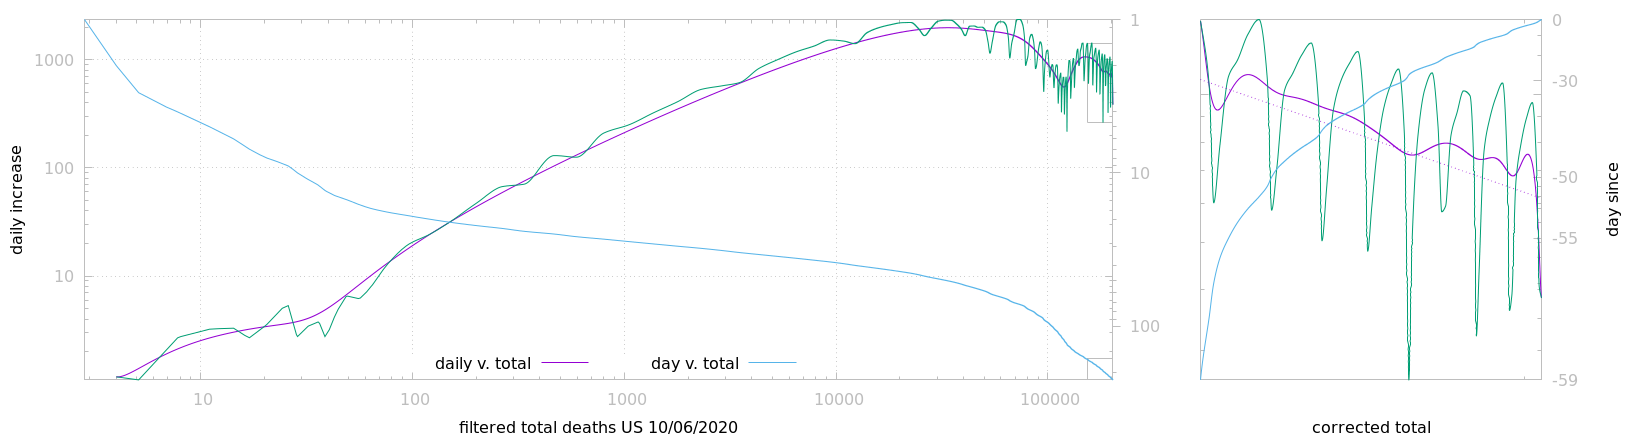 daily increase
1000
100
10
10
100
1000
10000
100000
daily v. total
day v. total
filtered total deaths US 10/06/2020
1
10
100
0
-30
-50
-55
-59
day since
corrected total